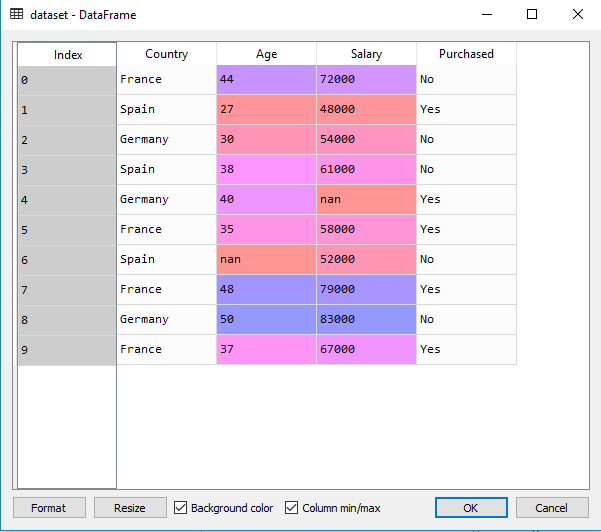 dataset - DataFrame
Index Country Age Salary Purchased
0 France 44 72000 No
1 Spain 27 48000 Yes
2 Germany 30 54000 No
3 Spain 38 61000 No
4 Germany 40 nan Yes
5 France 35 58000 Yes
6 Spain nan 52000 No
7 France 48 79000 Yes
8 Germany 50 83000 No
9 France 37 67000 Yes
Format Resize Background color Column min/max OK Cancel